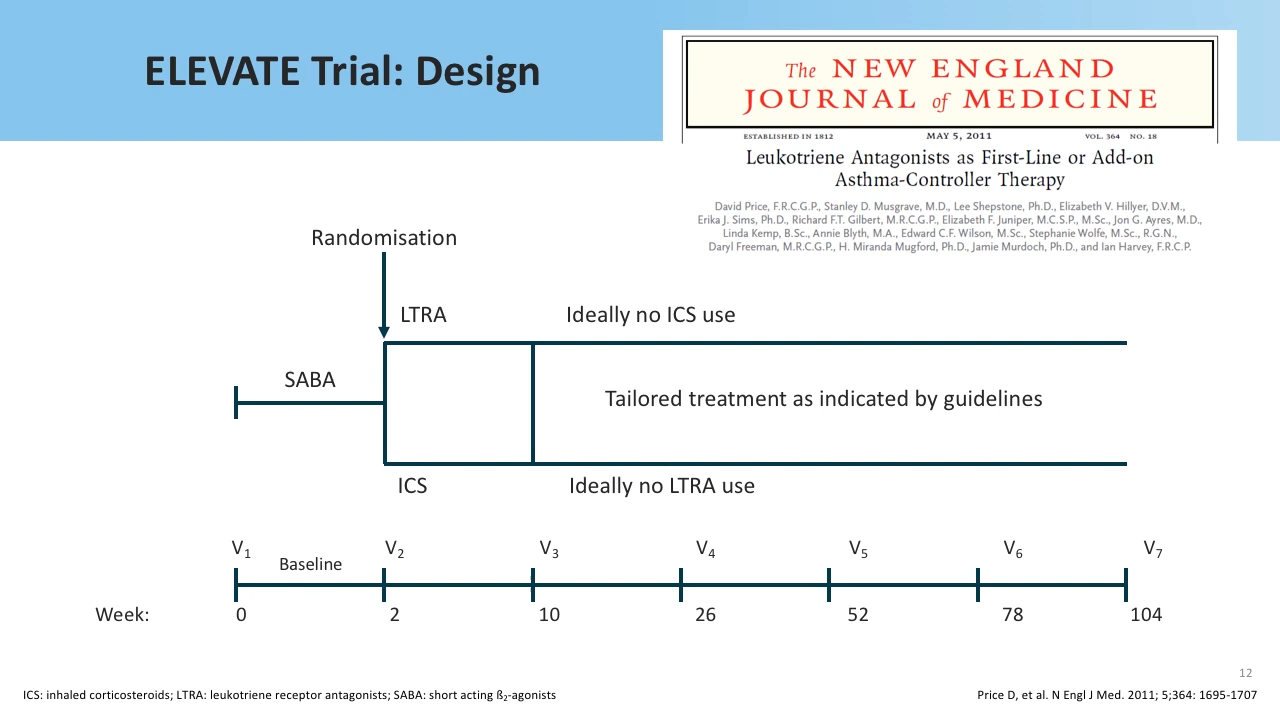 ELEVATE Trial: Design
The NEW ENGLAND
JOURNAL of MEDICINE
ESTABLISHED IN 1812 MAY 5, 2011 VOL. 364 NO. 18
Leukotriene Antagonists as First-Line or Add-on
Asthma-Controller Therapy
David Price, F.R.C.G.P., Stanley D. Musgrave, M.D., Lee Shepstone, Ph.D., Elizabeth V. Hillyer, D.V.M.,
Erika J. Sims, Ph.D., Richard F.T. Gilbert, M.R.C.G.P., Elizabeth F. Juniper, M.C.S.P., M.Sc., Jon G. Ayres, M.D.,
Linda Kemp, B.Sc., Annie Blyth, M.A., Edward C.F. Wilson, M.Sc., Stephanie Wolfe, M.Sc., R.G.N.,
Daryl Freeman, M.R.C.G.P., H. Miranda Mugford, Ph.D., Jamie Murdoch, Ph.D., and Ian Harvey, F.R.C.P.
Randomisation
LTRA Ideally no ICS use
SABA
Tailored treatment as indicated by guidelines
ICS Ideally no LTRA use
V1 V2 V3 V4 V5 V6 V7
Baseline
Week: 0 2 10 26 52 78 104
12
ICS: inhaled corticosteroids; LTRA: leukotriene receptor antagonists; SABA: short acting ß2-agonists
Price D, et al. N Engl J Med. 2011; 5;364: 1695-1707